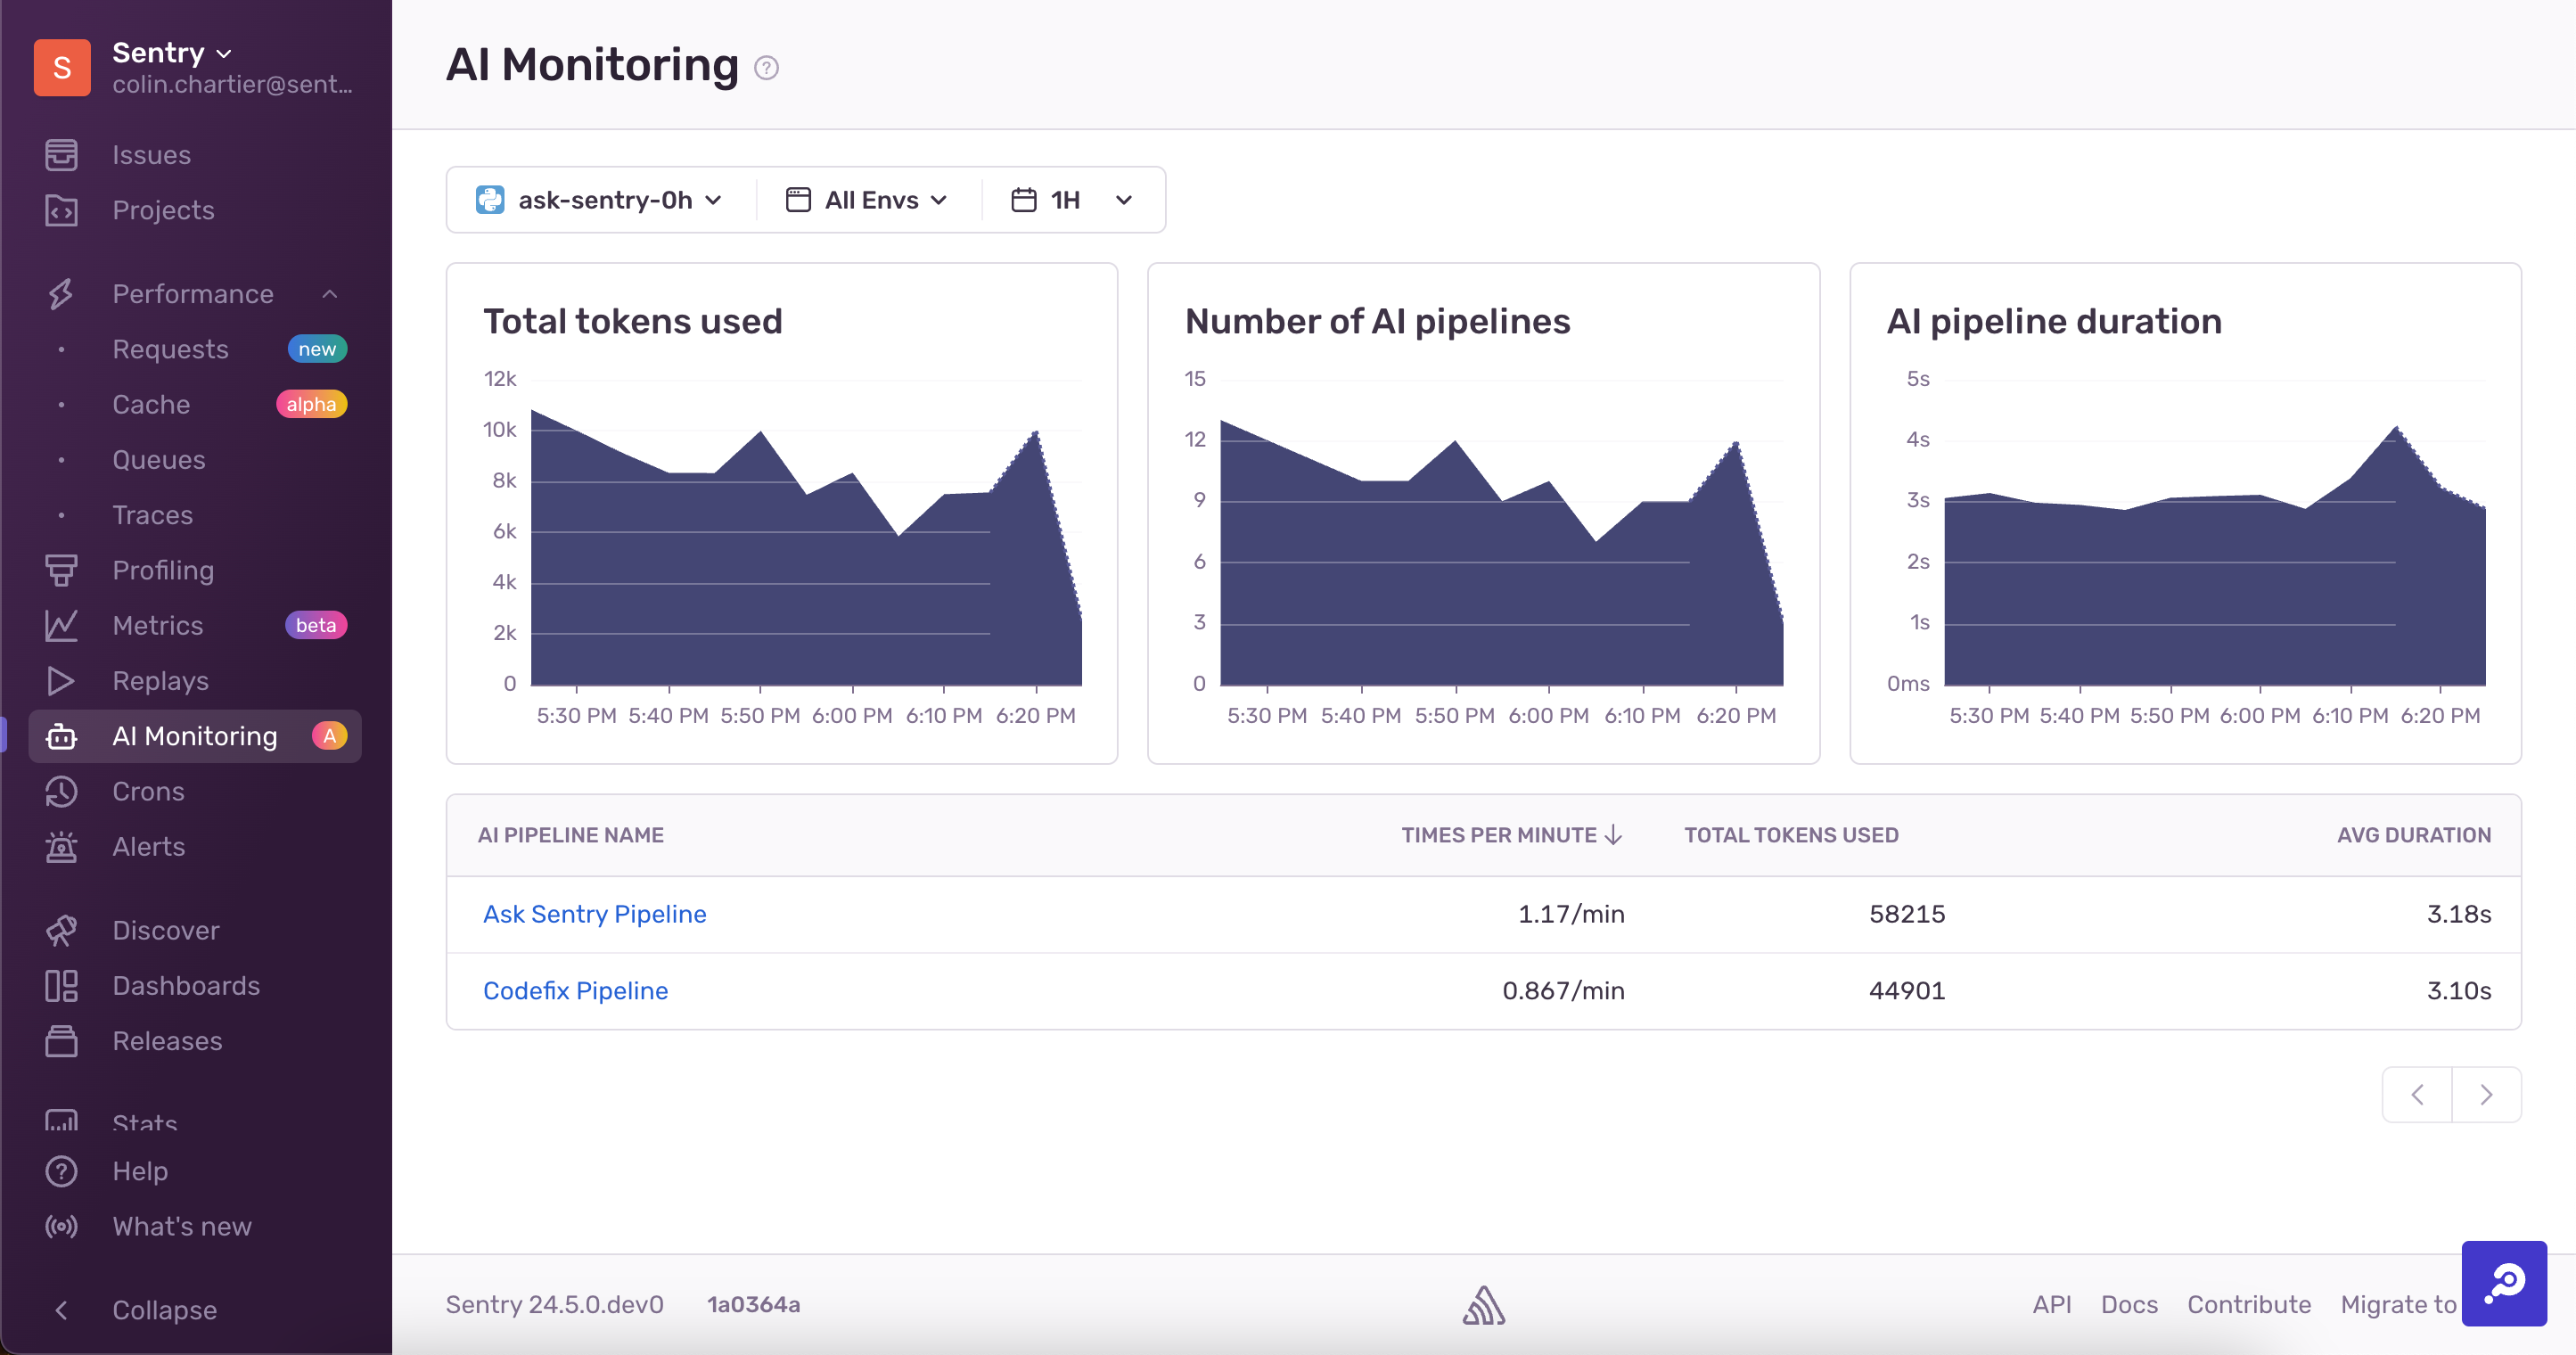 S
Sentry
colin.chartier@sent...
Issues
Projects
Performance
Requests new
Cache alpha
Queues
Traces
Profiling
Metrics beta
Replays
AI Monitoring A
Crons
Alerts
Discover
Dashboards
Releases
Stats
Help
What's new
Collapse
AI Monitoring ?
ask-sentry-0h All Envs 1H
Total tokens used
12k
10k
8k
6k
4k
2k
0
5:30 PM 5:40 PM 5:50 PM 6:00 PM 6:10 PM 6:20 PM
Number of AI pipelines
15
12
9
6
3
0
5:30 PM 5:40 PM 5:50 PM 6:00 PM 6:10 PM 6:20 PM
AI pipeline duration
5s
4s
3s
2s
1s
0ms
5:30 PM 5:40 PM 5:50 PM 6:00 PM 6:10 PM 6:20 PM
AI PIPELINE NAME TIMES PER MINUTE TOTAL TOKENS USED AVG DURATION
Ask Sentry Pipeline 1.17/min 58215 3.18s
Codefix Pipeline 0.867/min 44901 3.10s
Sentry 24.5.0.dev0 1a0364a API Docs Contribute Migrate to